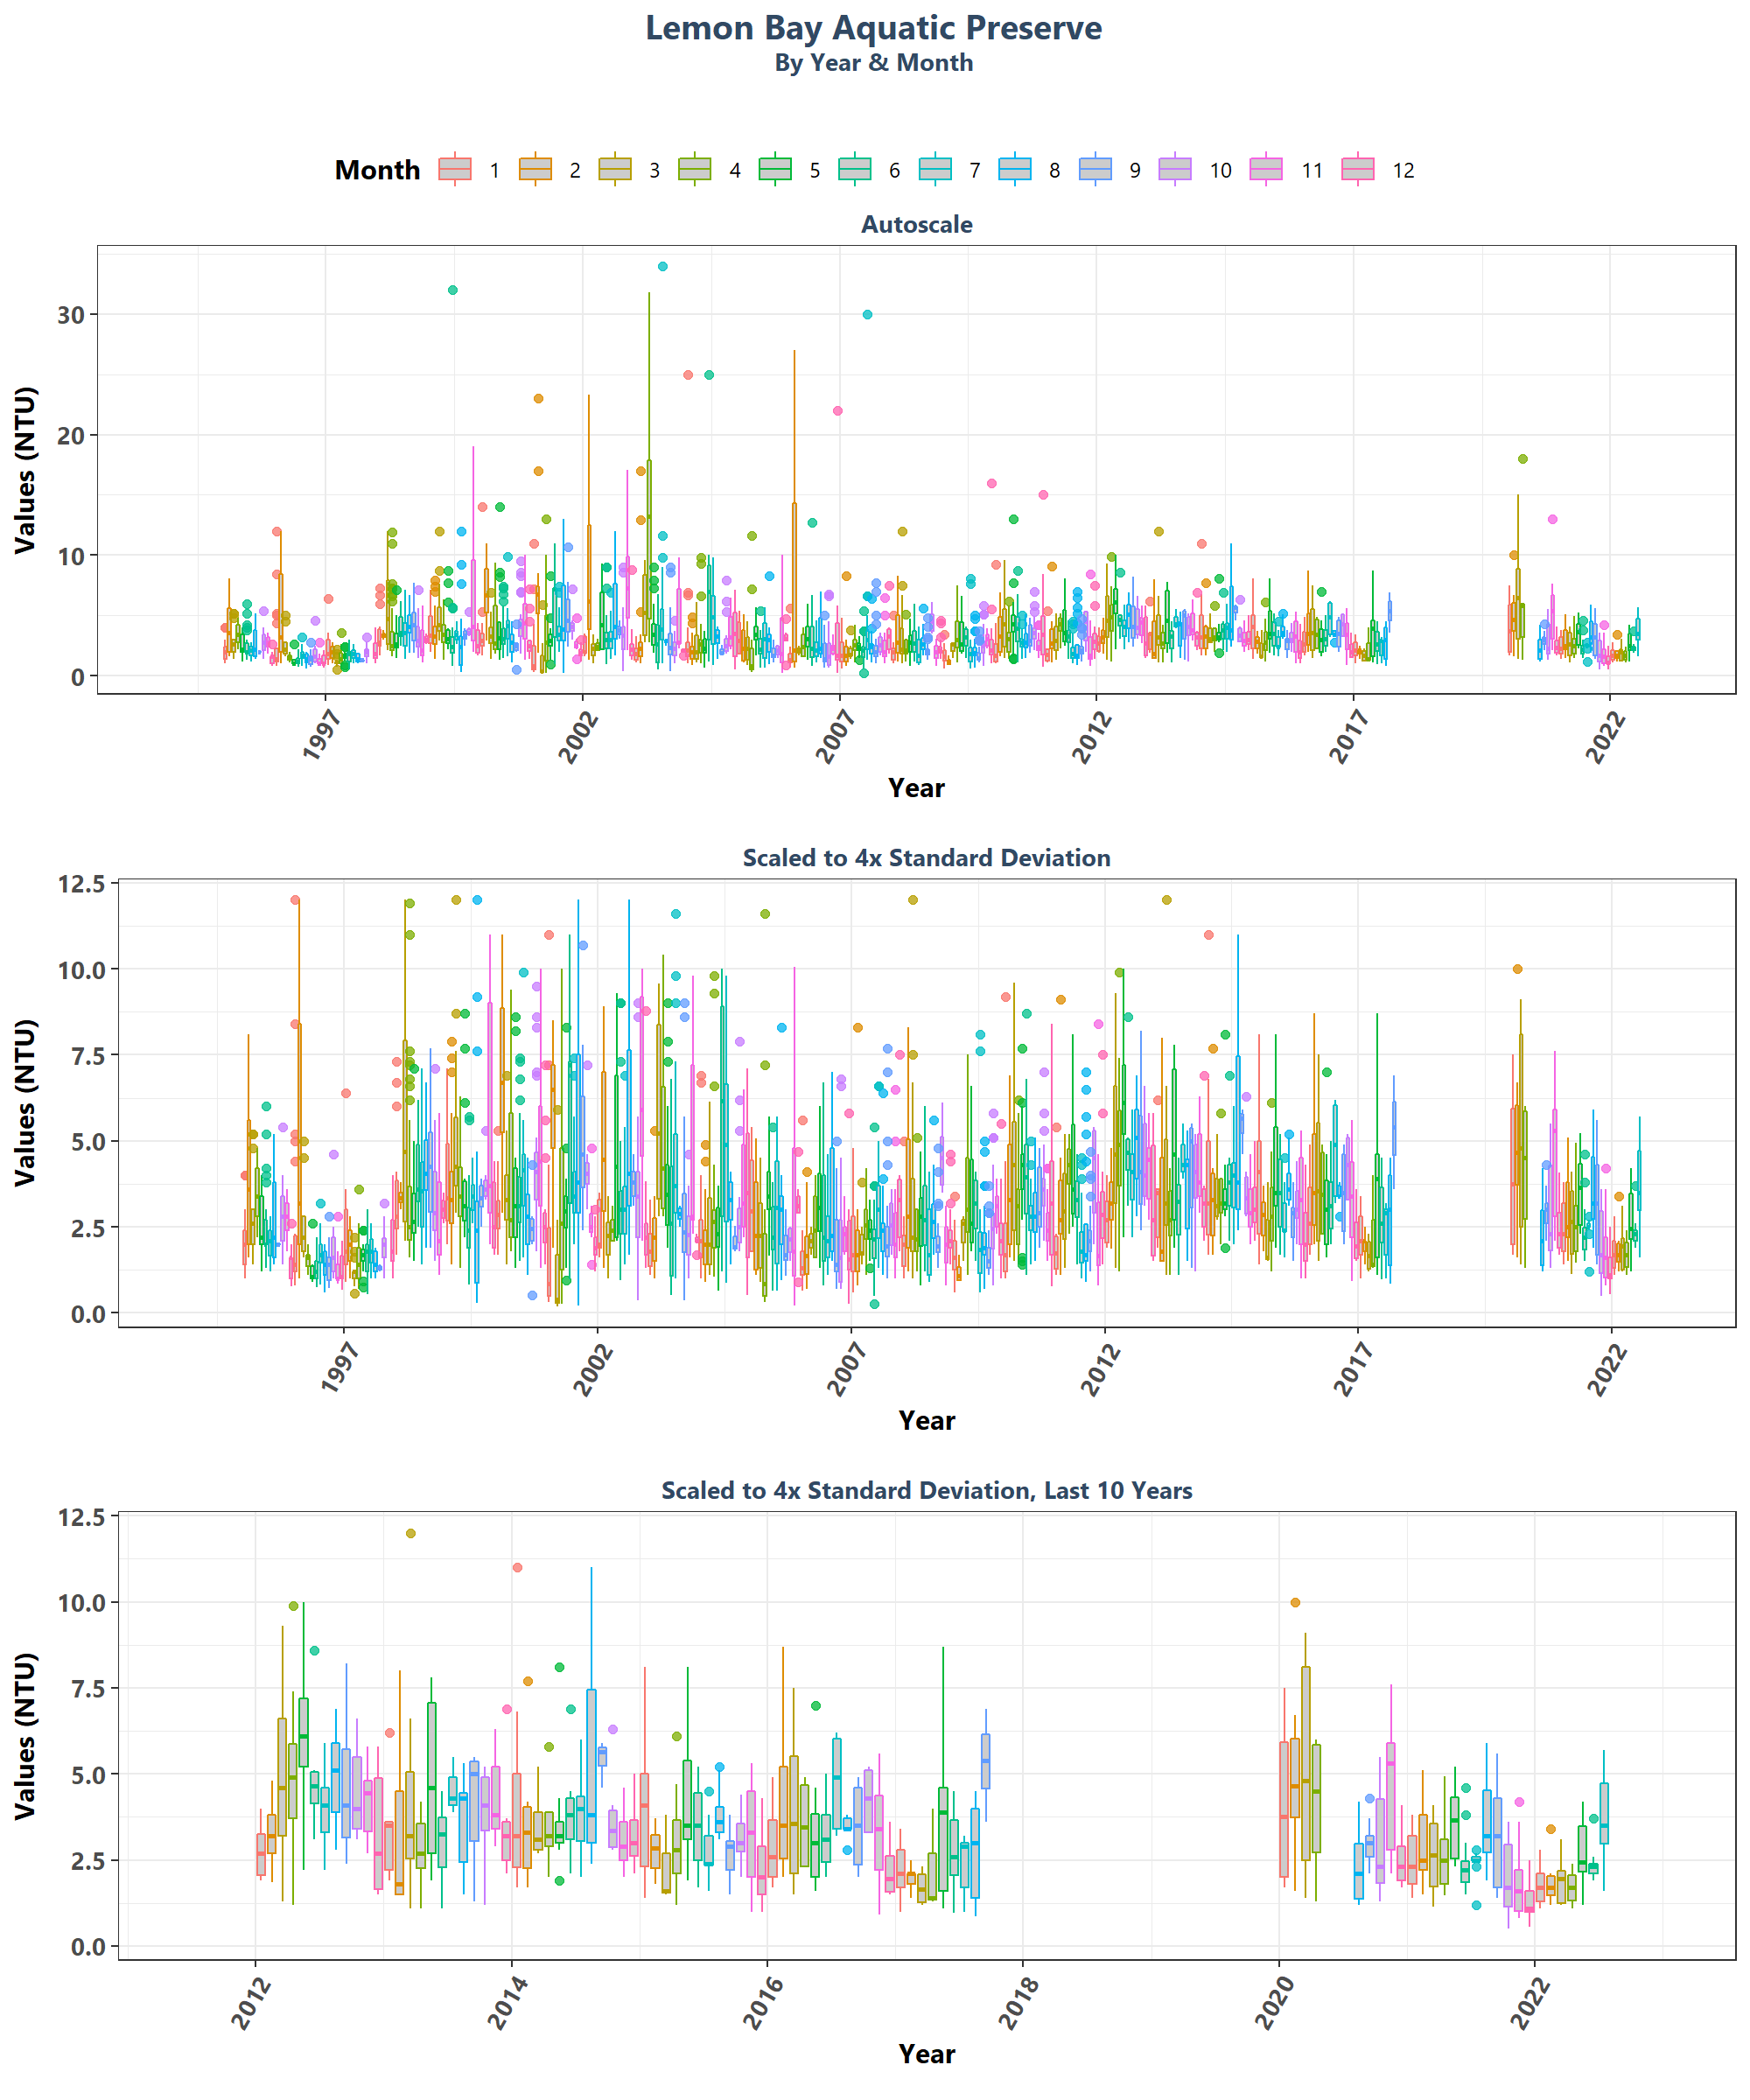 Lemon Bay Aquatic Preserve
By Year & Month
Month 1 2 3 4 5 6 7 8 9 10 11 12
Autoscale
Values (NTU)
30
20
10
0
1997 2002 2007 2012 2017 2022
Year
Scaled to 4x Standard Deviation
Values (NTU)
12.5
10.0
7.5
5.0
2.5
0.0
1997 2002 2007 2012 2017 2022
Year
Scaled to 4x Standard Deviation, Last 10 Years
Values (NTU)
12.5
10.0
7.5
5.0
2.5
0.0
2012 2014 2016 2018 2020 2022
Year